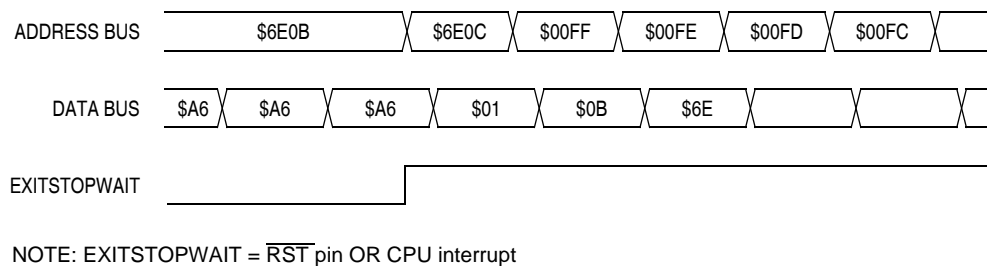 ADDRESS BUS $6E0B $6E0C $00FF $00FE $00FD $00FC
DATA BUS $A6 $A6 $A6 $01 $0B $6E
EXITSTOPWAIT
NOTE: EXITSTOPWAIT = RST pin OR CPU interrupt